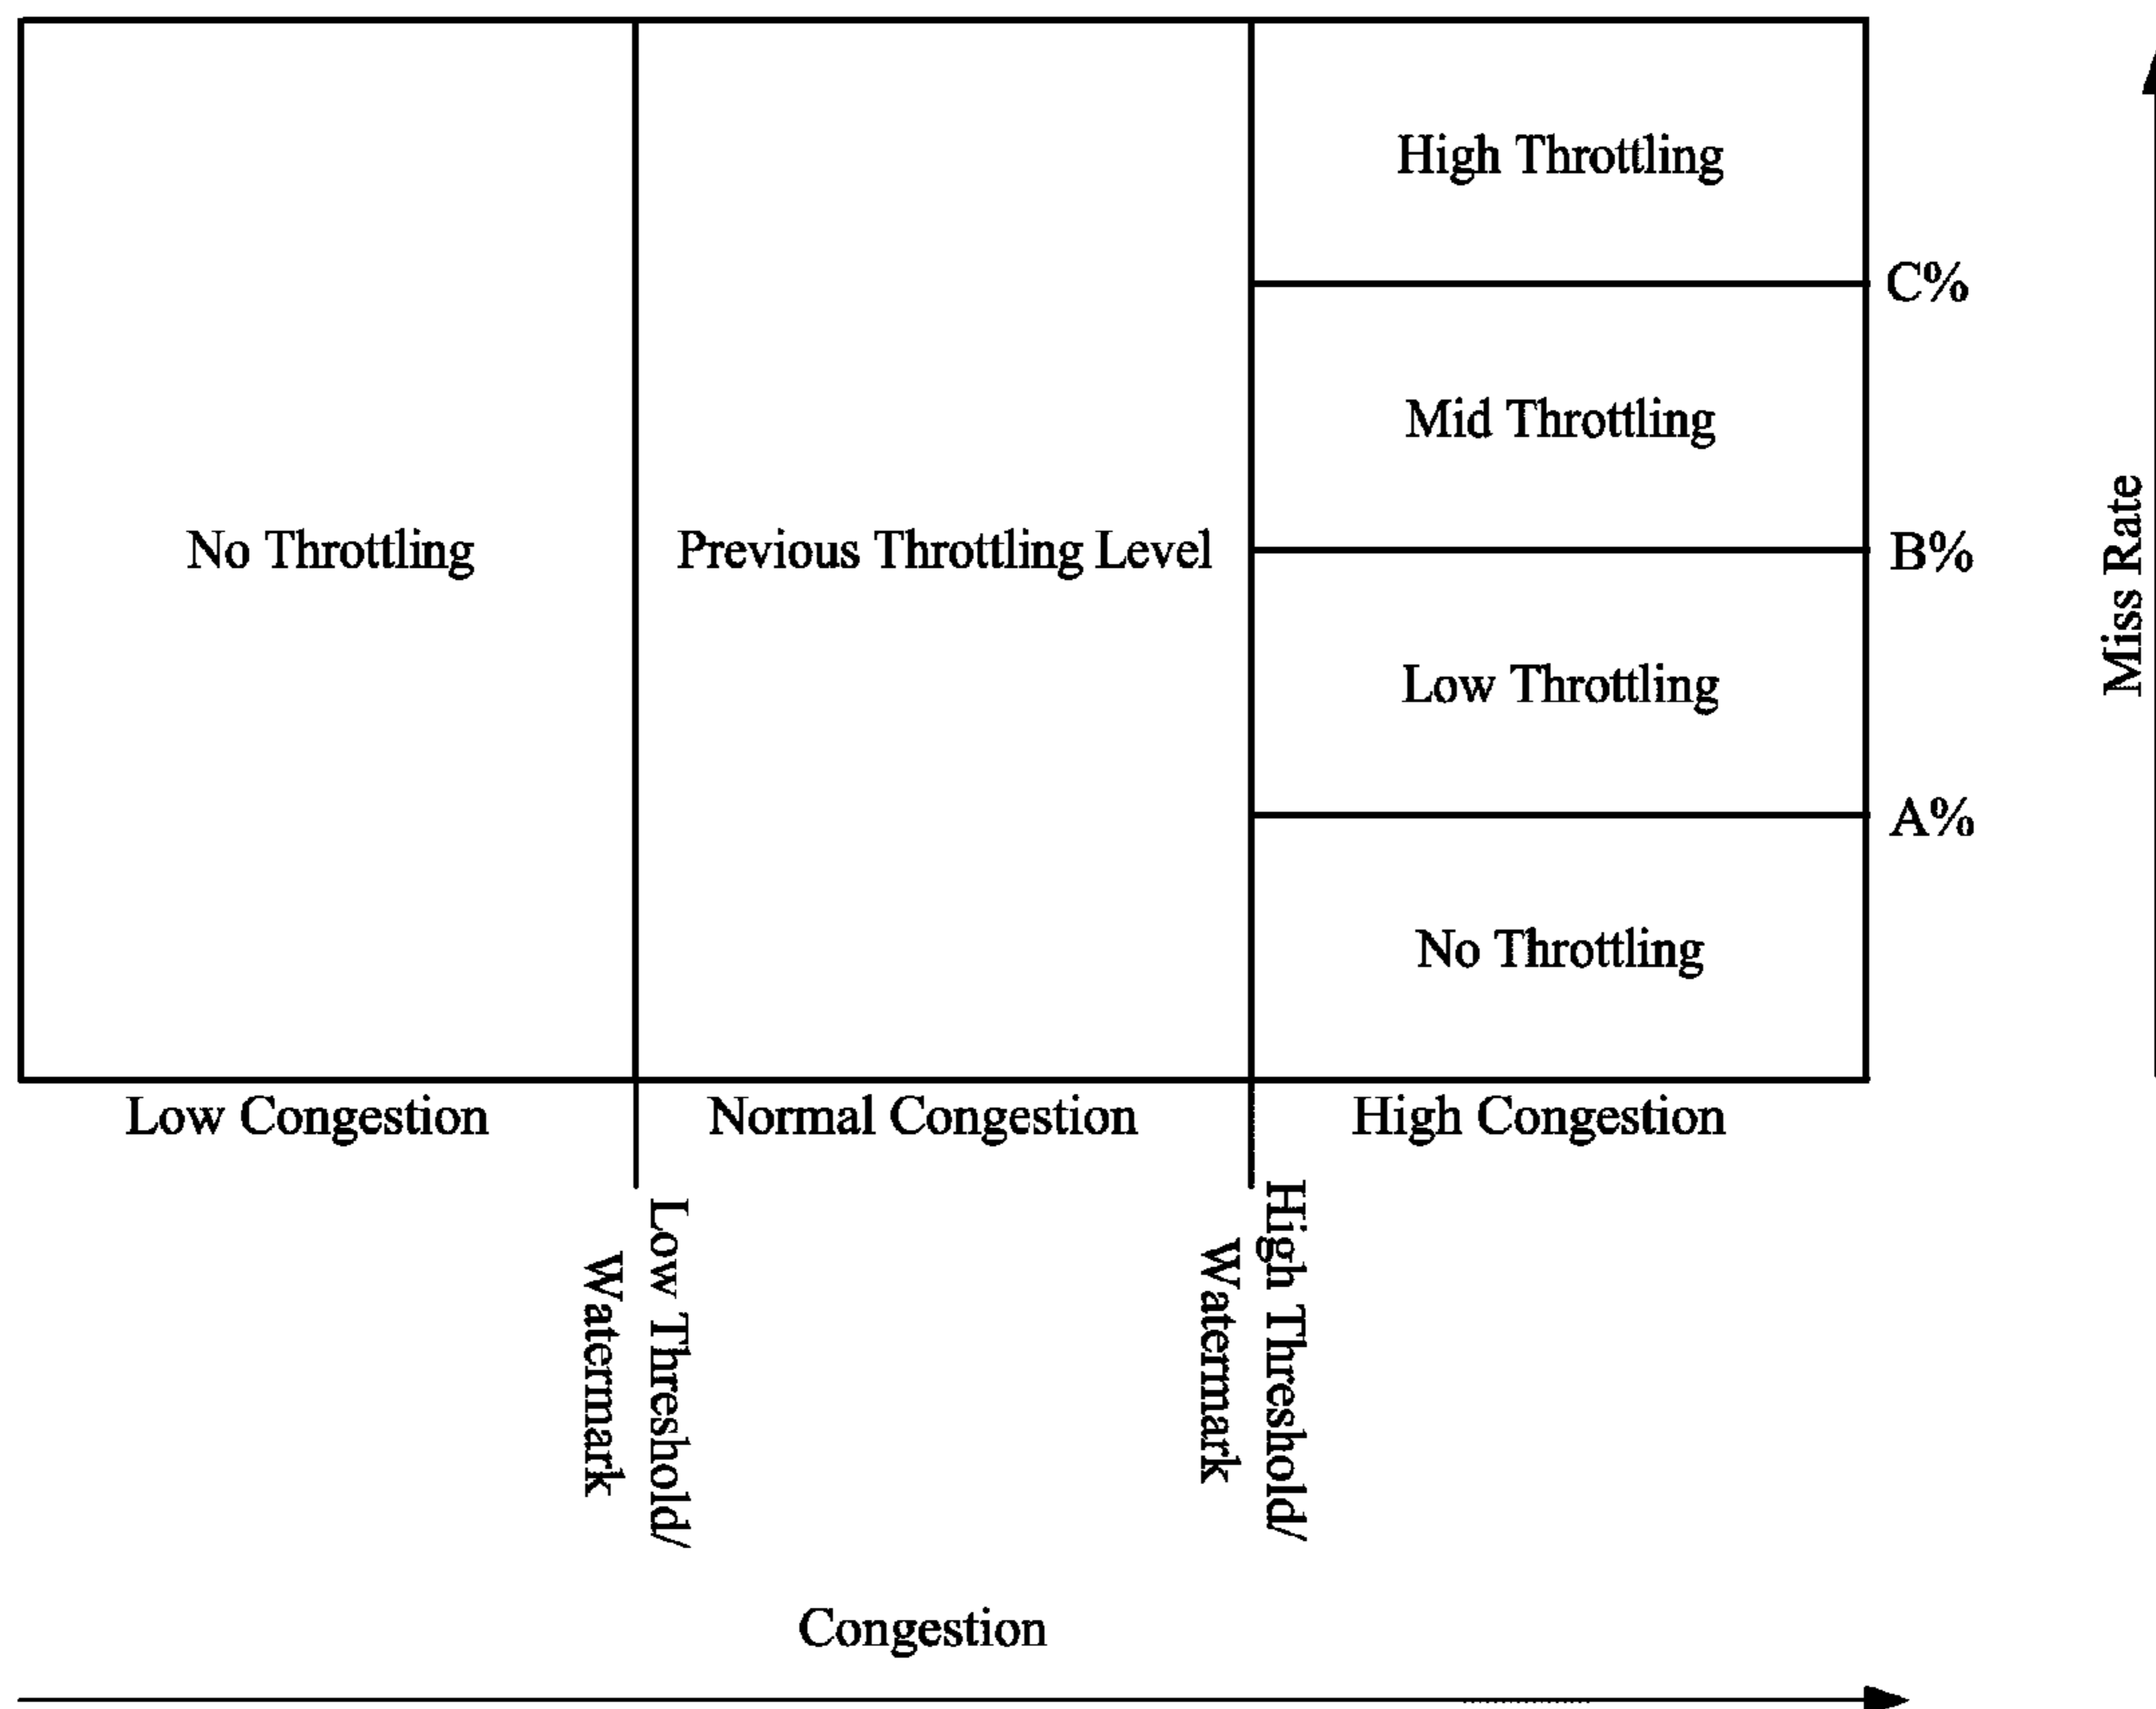 High Throttling
C%
Mid Throttling
No Throttling
Previous Throttling Level
B%
Miss Rate
Low Throttling
A%
No Throttling
Low Congestion
Normal Congestion
High Congestion
Low Threshold/
Watermark
High Threshold/
Watermark
Congestion